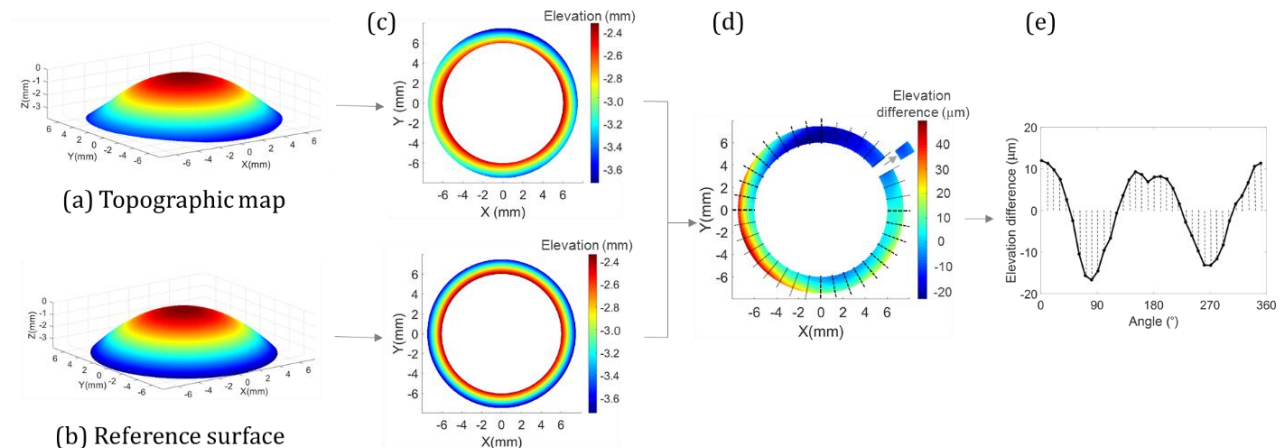 (c)
(d)
(e)
Elevation (mm)
-2.4
-2.6
-2.8
-3.0
-3.2
-3.4
-3.6
Y (mm)
6
4
2
0
-2
-4
-6
-6 -4 -2 0 2 4 6
X (mm)
Z(mm)
0
-1
-2
-3
6 4 2 0 -2 -4 -6
Y(mm)
-6 -4 -2 0 2 4 6
X(mm)
(a) Topographic map
Elevation
difference (μm)
40
30
20
10
0
-10
-20
Y(mm)
6
4
2
0
-2
-4
-6
-6 -4 -2 0 2 4 6
X(mm)
Elevation difference (μm)
20
10
0
-10
-20
0 90 180 270 360
Angle (°)
Elevation (mm)
-2.4
-2.6
-2.8
-3.0
-3.2
-3.4
-3.6
Y(mm)
6
4
2
0
-2
-4
-6
-6 -4 -2 0 2 4 6
X (mm)
Z(mm)
0
-1
-2
-3
6 4 2 0 -2 -4 -6
Y(mm)
-6 -4 -2 0 2 4 6
X(mm)
(b) Reference surface